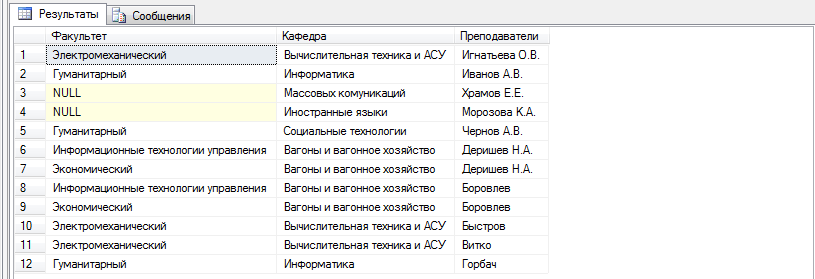 Результаты Сообщения
Факультет Кафедра Преподаватели
1 Электромеханический Вычислительная техника и АСУ Игнатьева О.В.
2 Гуманитарный Информатика Иванов А.В.
3 NULL Массовых комуникаций Храмов Е.Е.
4 NULL Иностранные языки Морозова К.А.
5 Гуманитарный Социальные технологии Чернов А.В.
6 Информационные технологии управления Вагоны и вагонное хозяйство Деришев Н.А.
7 Экономический Вагоны и вагонное хозяйство Деришев Н.А.
8 Информационные технологии управления Вагоны и вагонное хозяйство Боровлев
9 Экономический Вагоны и вагонное хозяйство Боровлев
10 Электромеханический Вычислительная техника и АСУ Быстров
11 Электромеханический Вычислительная техника и АСУ Витко
12 Гуманитарный Информатика Горбач